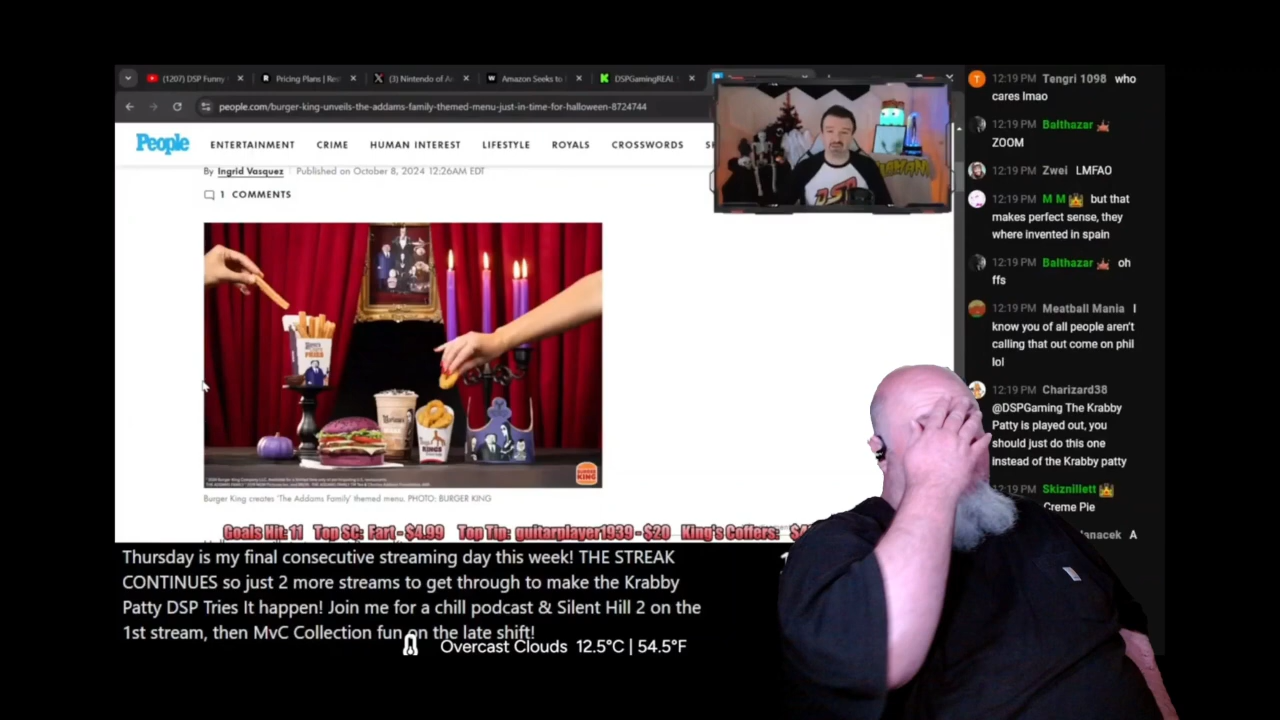 (1207) DSP Funny
Pricing Plans | Res
(3) Nintendo of A
Amazon Seeks to
DSPGamingREAL
people.com/burger-king-unveils-the-addams-family-themed-menu-just-in-time-for-halloween-8724744
People
ENTERTAINMENT
CRIME
HUMAN INTEREST
LIFESTYLE
ROYALS
CROSSWORDS
By Ingrid Vasquez Published on October 8, 2024 12:26AM EDT
1 COMMENTS
FRIES
BURGER KING
Burger King creates 'The Addams Family' themed menu. PHOTO: BURGER KING
Goals Hit: 11 Top SC: Fart - $4.99 Top Tip: guitarplayer1939 - $20 King's Coffers:
Thursday is my final consecutive streaming day this week! THE STREAK
CONTINUES so just 2 more streams to get through to make the Krabby
Patty DSP Tries It happen! Join me for a chill podcast & Silent Hill 2 on the
1st stream, then MvC Collection fun on the late shift!
Overcast Clouds 12.5°C | 54.5°F
12:19 PM Tengri 1098 who
cares lmao
12:19 PM Balthazar
ZOOM
12:19 PM Zwei LMFAO
12:19 PM M M but that
makes perfect sense, they
where invented in spain
12:19 PM Balthazar oh
ffs
12:19 PM Meatball Mania I
know you of all people aren't
calling that out come on phil
lol
12:19 PM Charizard38
@DSPGaming The Krabby
Patty is played out, you
should just do this one
instead of the Krabby patty
PM Skiznillett
Creme Pie
A